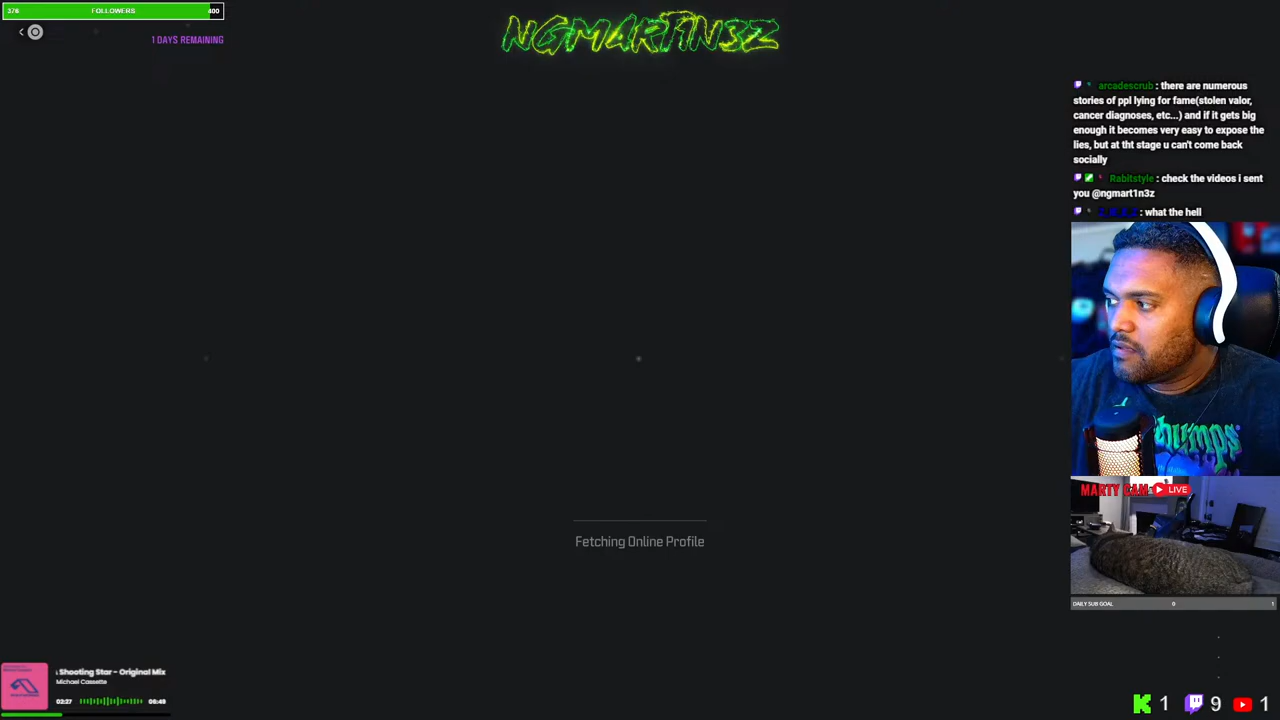 376 FOLLOWERS 400
1 DAYS REMAINING
NGMART1N3Z
arcadescrub : there are numerous
stories of ppl lying for fame(stolen valor,
cancer diagnoses, etc...) and if it gets big
enough it becomes very easy to expose the
lies, but at tht stage u can't come back
socially
Rabitstyle : check the videos i sent
you @ngmart1n3z
: what the hell
MARTY CAM LIVE
DAILY SUB GOAL 0 1
Fetching Online Profile
Shooting Star - Original Mix
Michael Cassette
02:27 06:49
K 1 9 1